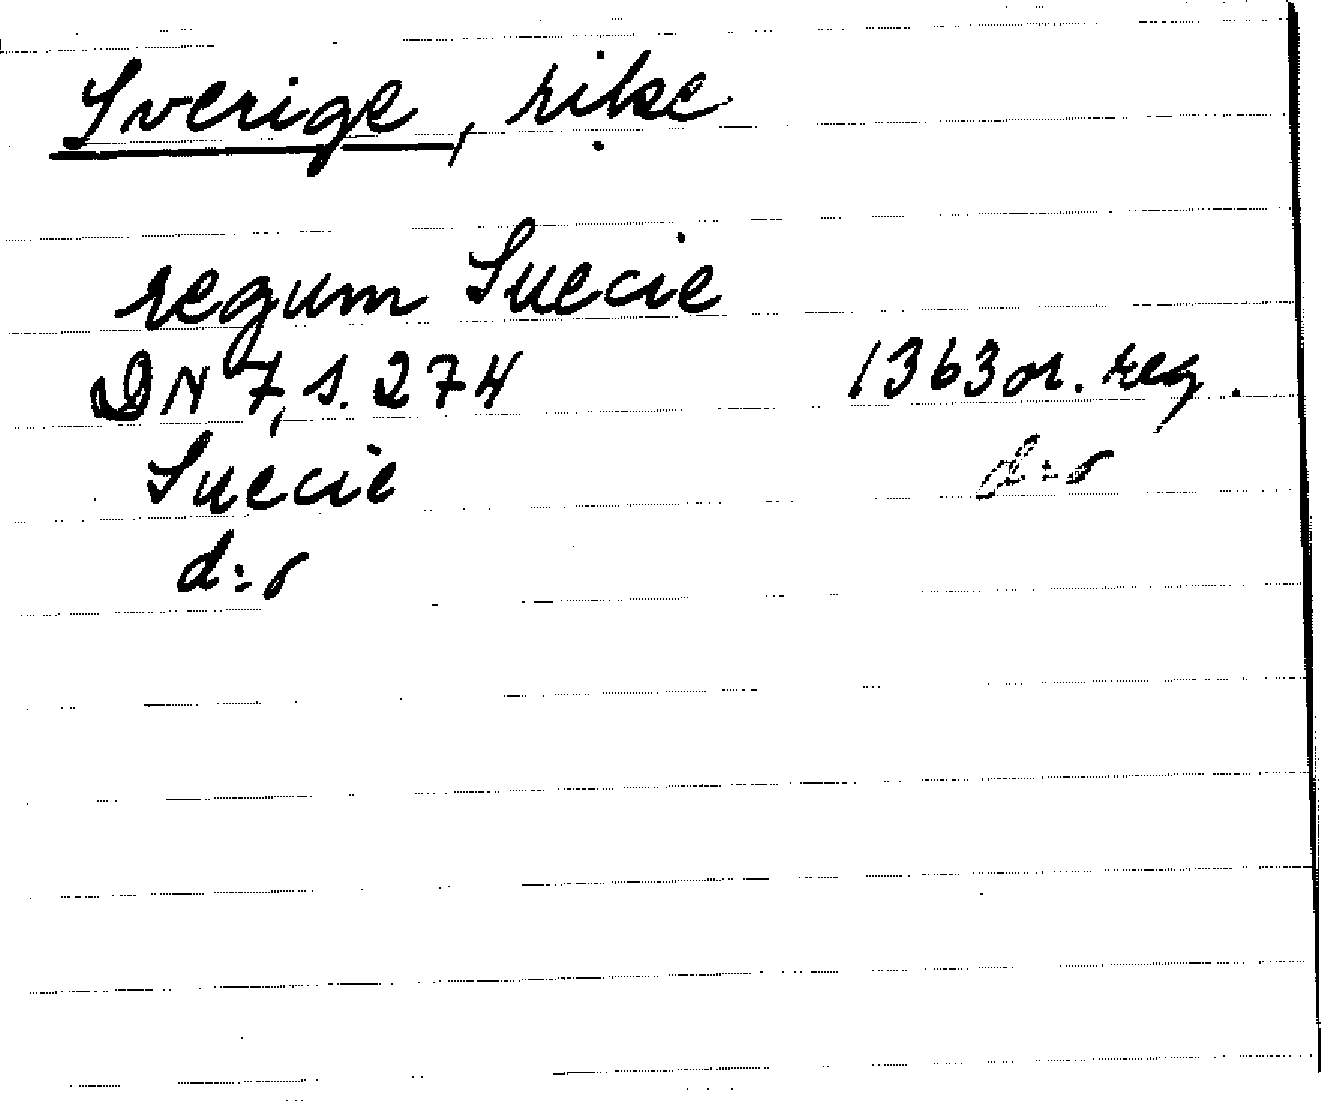 Sverige, rike
regum Suecie
DN 7, s. 274 1363 or. reg.
Suecie d:o
d:o